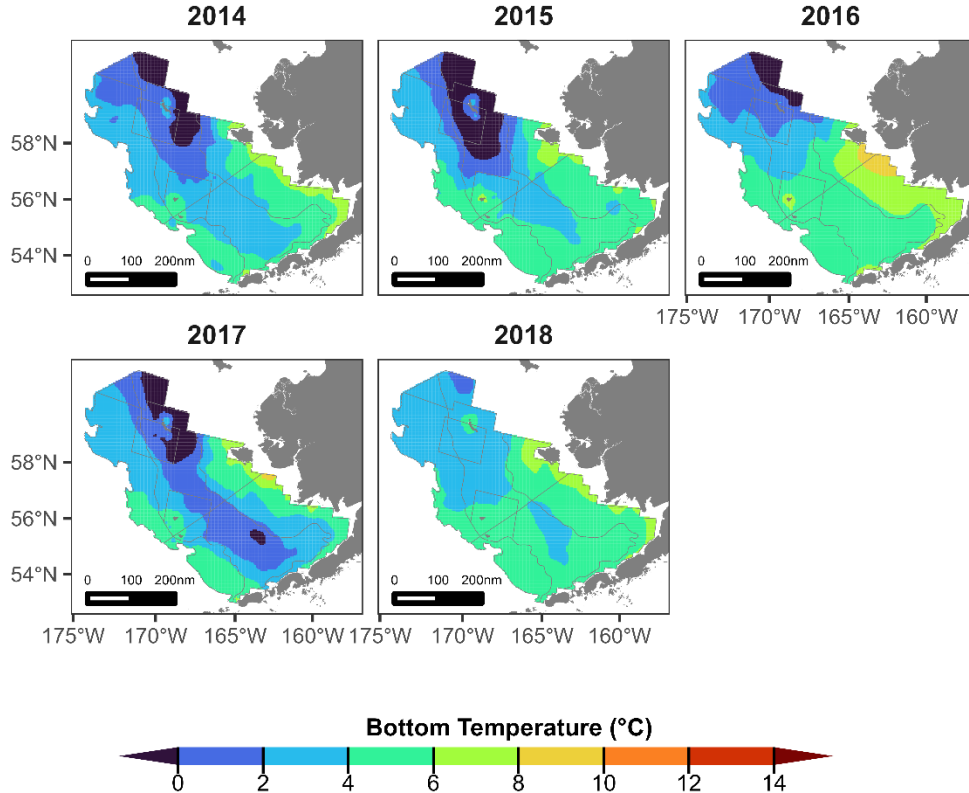 2014 2015 2016
58°N
56°N
54°N
0 100 200nm 0 100 200nm 0 100 200nm
175°W 170°W 165°W 160°W
2017 2018
58°N
56°N
54°N
0 100 200nm 0 100 200nm
175°W 170°W 165°W 160°W 175°W 170°W 165°W 160°W
Bottom Temperature (°C)
0 2 4 6 8 10 12 14